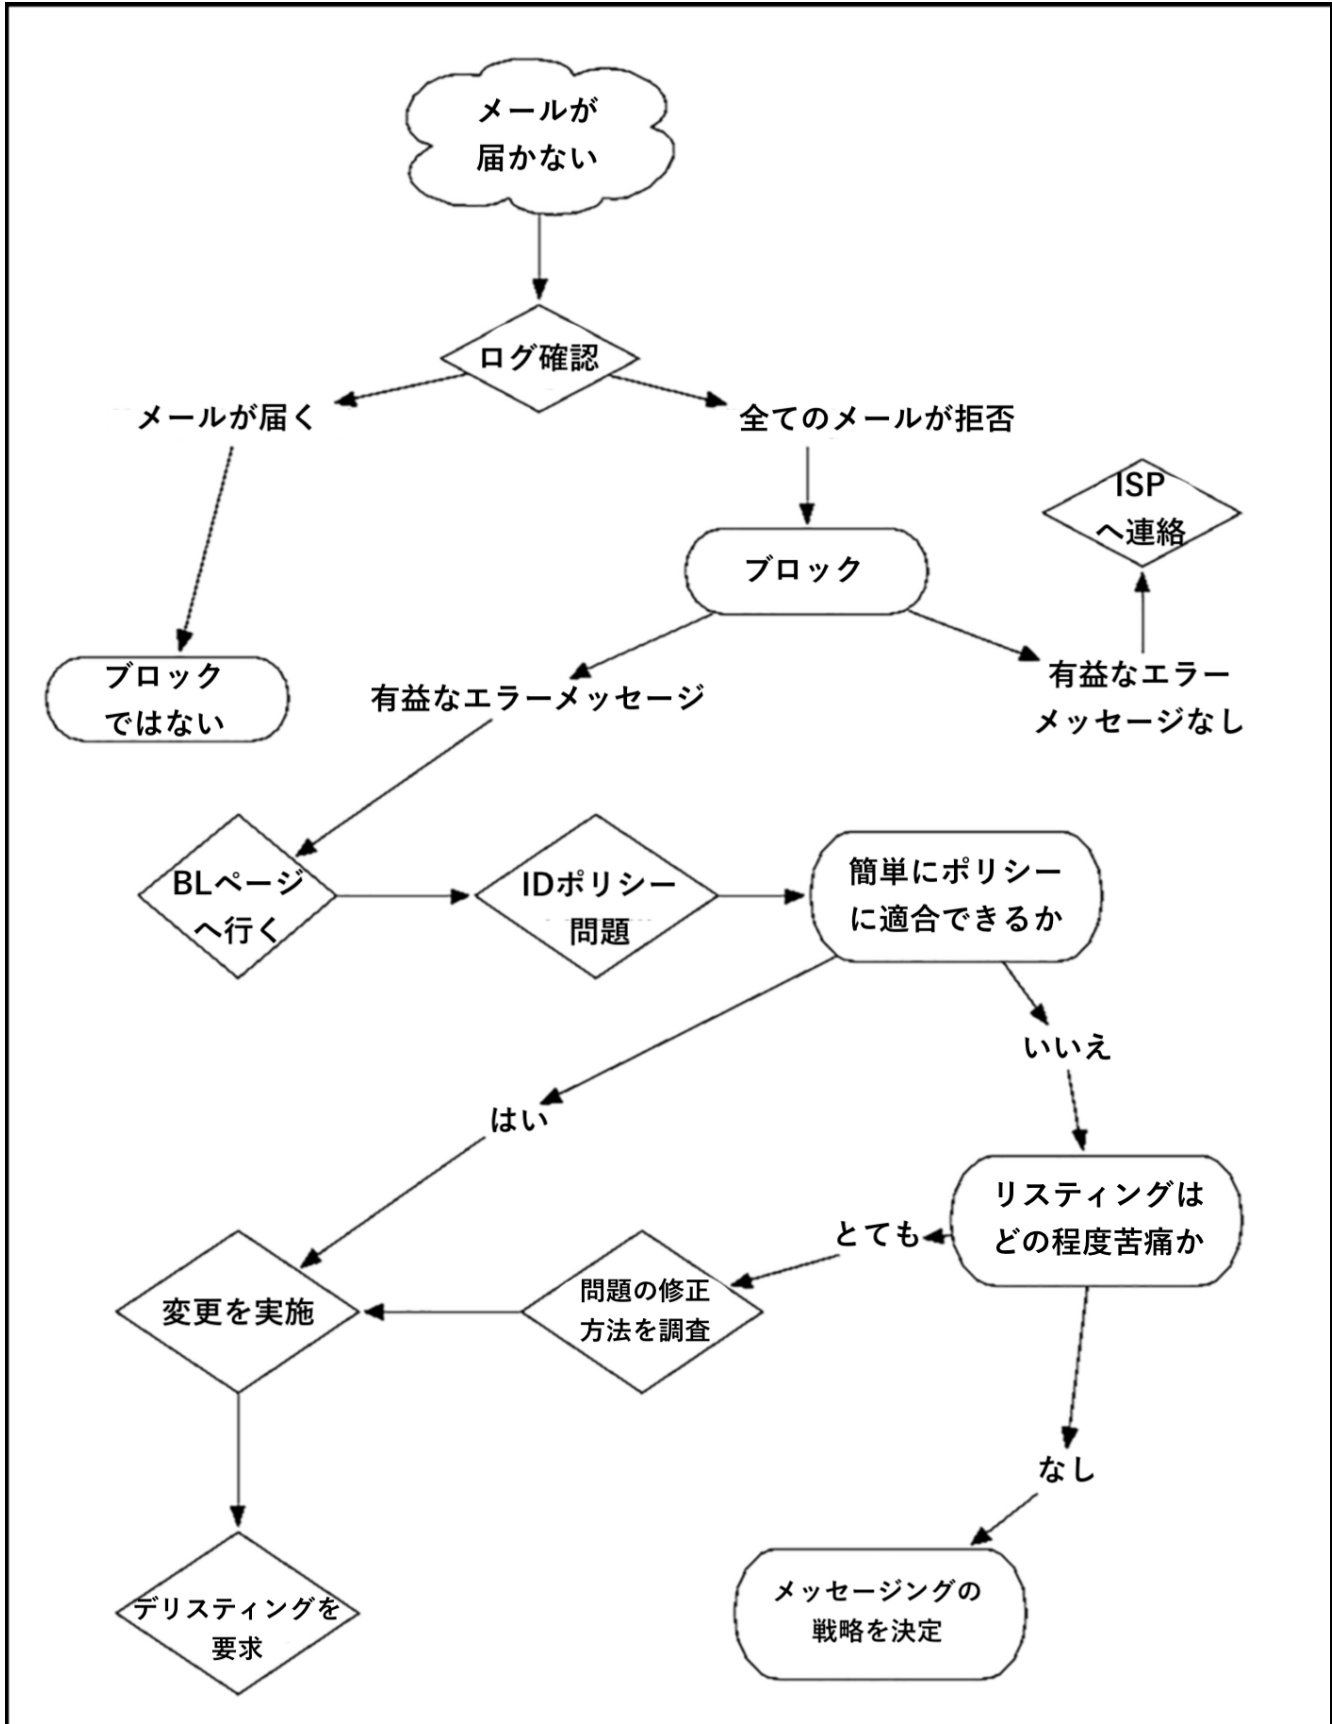 メールが
届かない
ログ確認
メールが届く
全てのメールが拒否
ISP
へ連絡
ブロック
ブロック
ではない
有益なエラーメッセージ
有益なエラー
メッセージなし
BLページ
へ行く
IDポリシー
問題
簡単にポリシー
に適合できるか
いいえ
はい
リスティングは
どの程度苦痛か
とても
問題の修正
方法を調査
変更を実施
なし
デリスティングを
要求
メッセージングの
戦略を決定